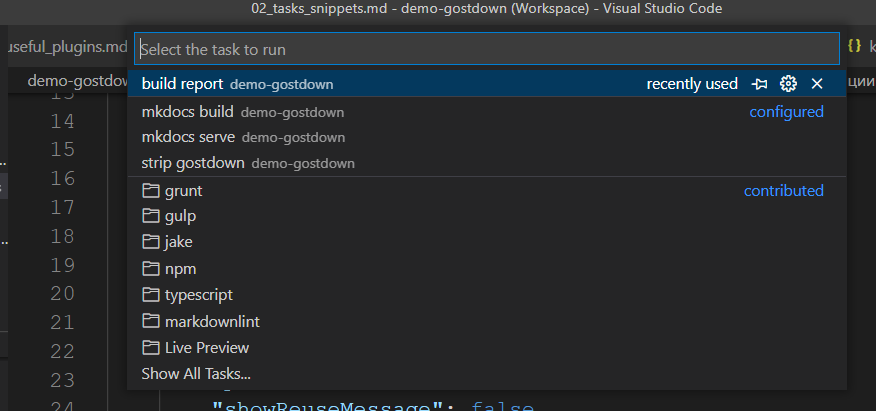 02_tasks_snippets.md - demo-gostdown (Workspace) - Visual Studio Code
useful_plugins.md
Select the task to run
demo-gostdow
ции
build report demo-gostdown recently used
mkdocs build demo-gostdown configured
mkdocs serve demo-gostdown
strip gostdown demo-gostdown
grunt contributed
gulp
jake
npm
typescript
markdownlint
Live Preview
Show All Tasks...
13
14
15
16
17
18
19
20
21
22
23
24 "showReuseMessage": false